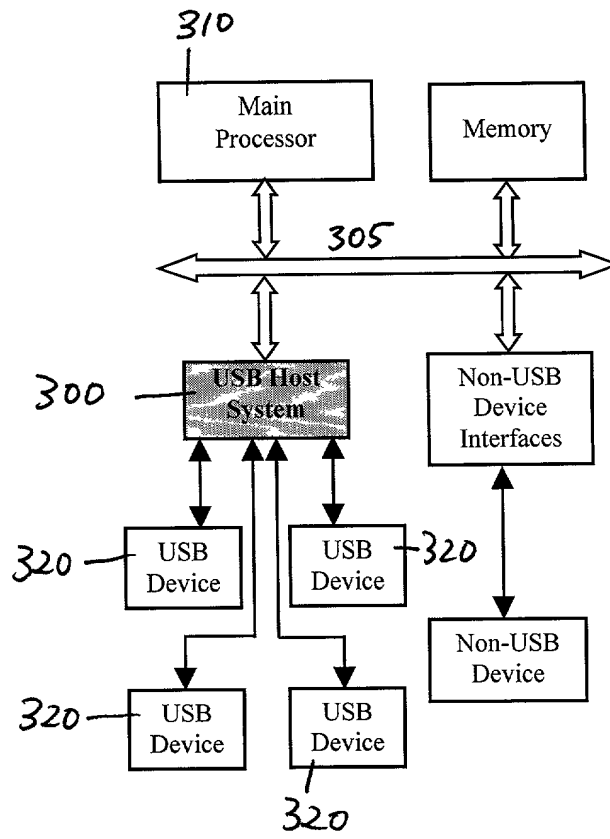 310
Main
Processor
Memory
305
300
USB Host
System
Non-USB
Device
Interfaces
320
USB
Device
USB
Device
320
320
USB
Device
USB
Device
320
Non-USB
Device